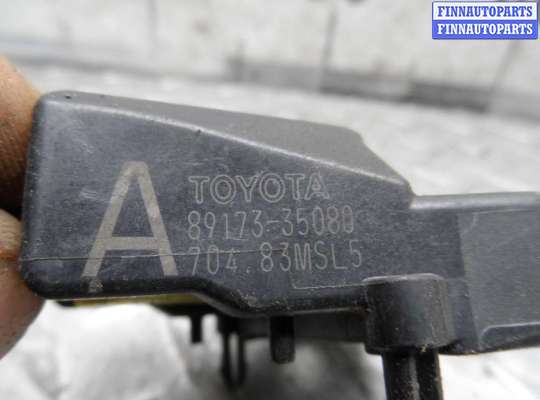 FINNAUTOPARTS
FINNAUTOPARTS
A
TOYOTA
89173-35080
704.83MSL5